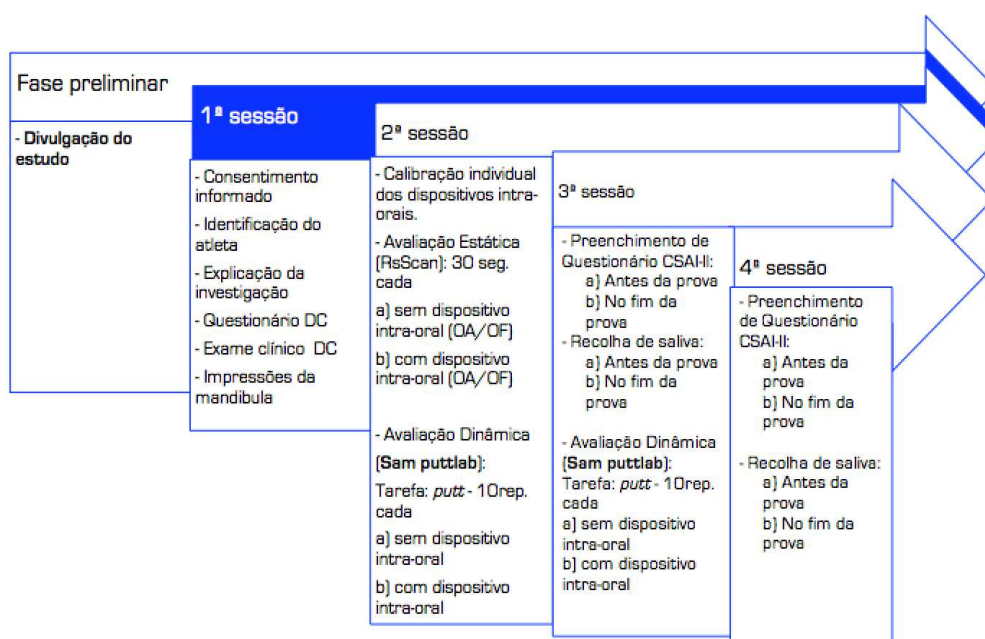 Fase preliminar
- Divulgação do
estudo
1ª sessão
- Consentimento
informado
- Identificação do
atleta
- Explicação da
investigação
- Questionário DC
- Exame clínico DC
- Impressões da
mandibula
2ª sessão
- Calibração individual
dos dispositivos intra-
orais.
- Avaliação Estática
(RsScan): 30 seg.
cada
a) sem dispositivo
intra-oral (OA/OF)
b) com dispositivo
intra-oral (OA/OF)
- Avaliação Dinâmica
(Sam puttlab):
Tarefa: putt - 10rep.
cada
a) sem dispositivo
intra-oral
b) com dispositivo
intra-oral
3ª sessão
- Preenchimento de
Questionário CSAI-II:
a) Antes da prova
b) No fim da
prova
- Recolha de saliva:
a) Antes da prova
b) No fim da
prova
- Avaliação Dinâmica
(Sam puttlab):
Tarefa: putt - 10rep.
cada
a) sem dispositivo
intra-oral
b) com dispositivo
intra-oral
4ª sessão
- Preenchimento
de Questionário
CSAI-II:
a) Antes da
prova
b) No fim da
prova
- Recolha de saliva:
a) Antes da
prova
b) No fim da
prova